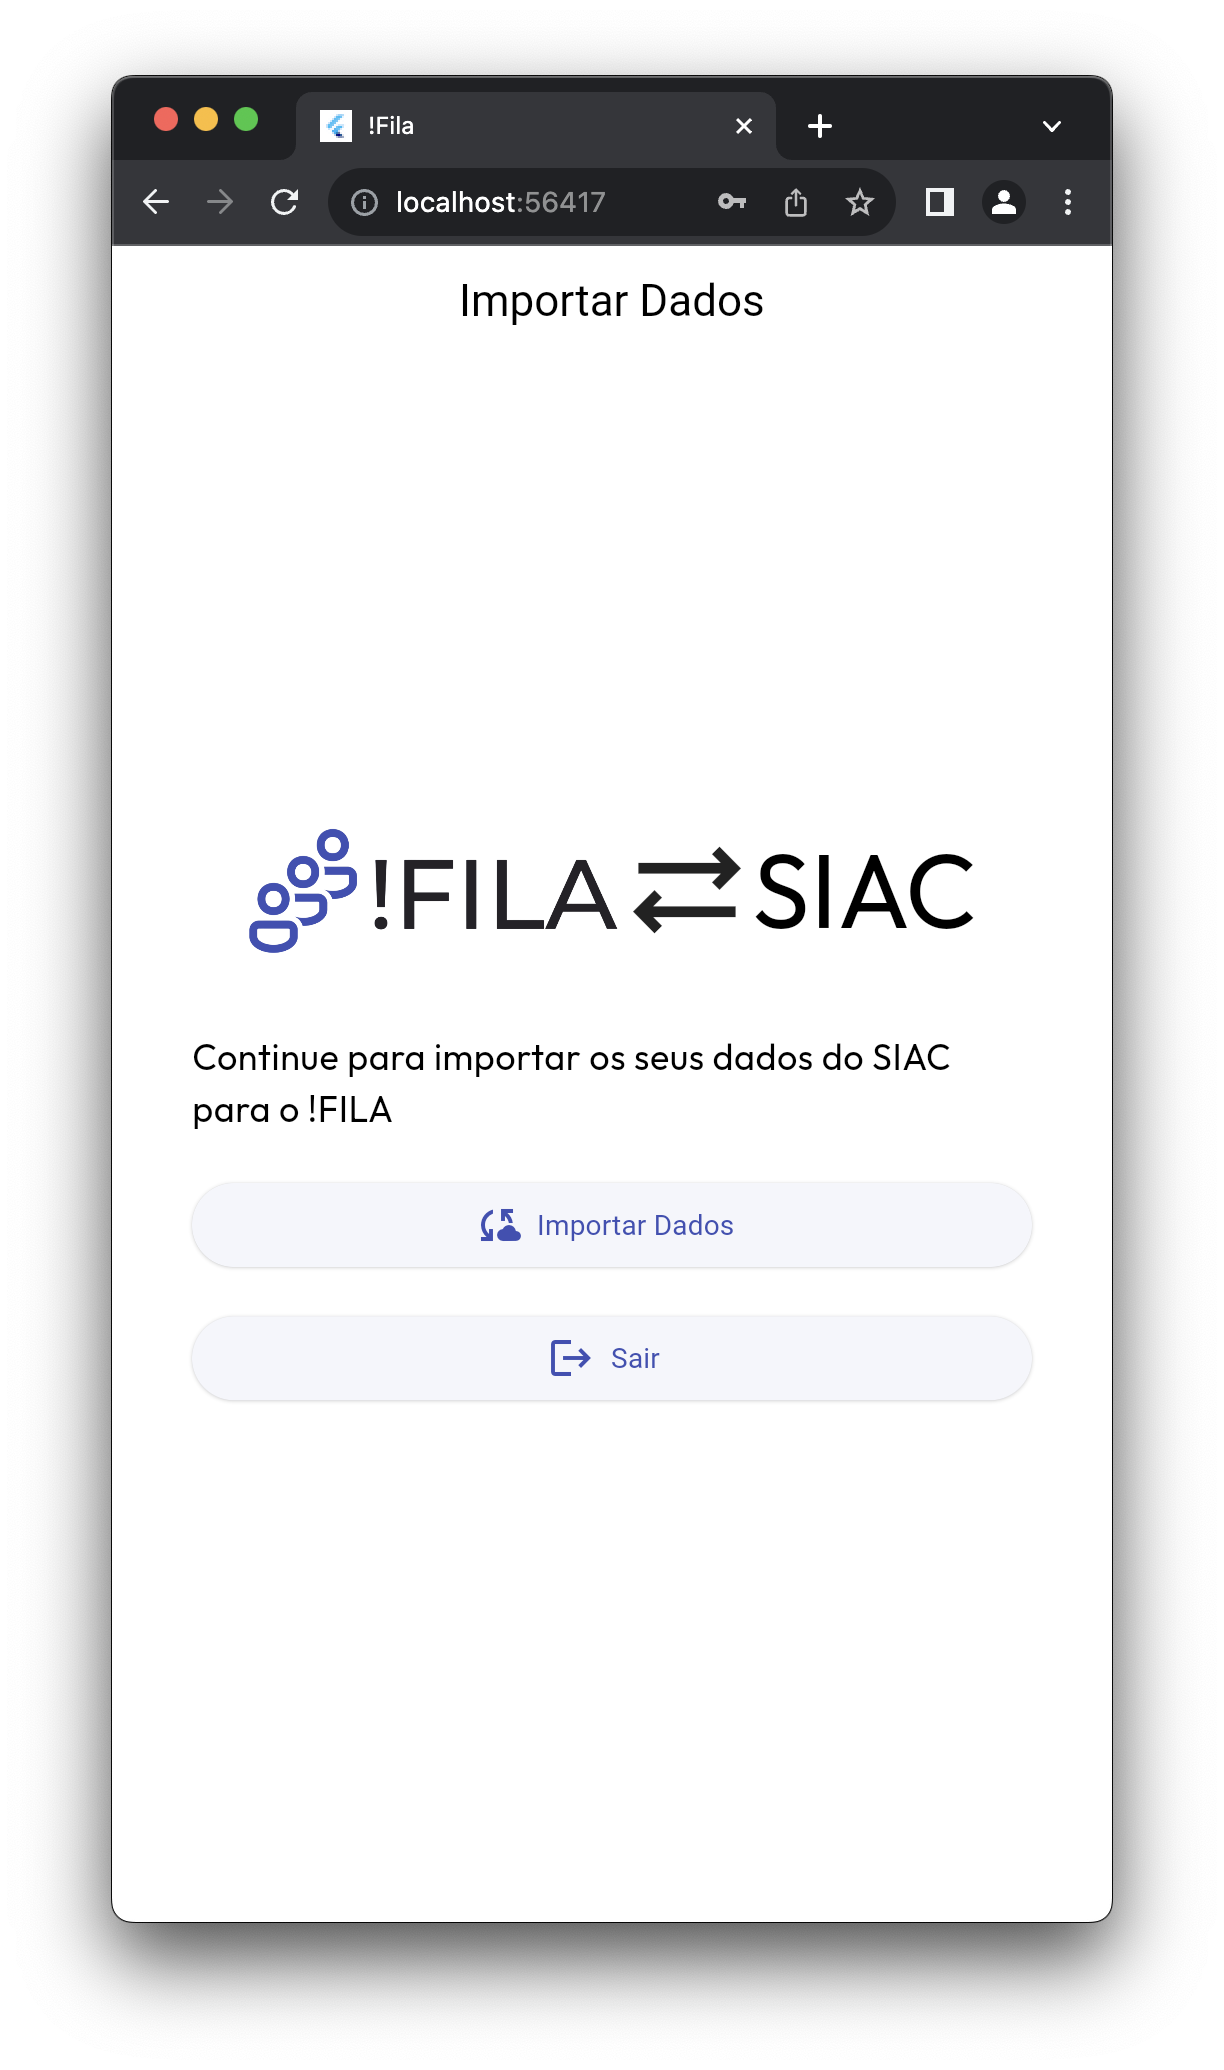 !Fila
localhost:56417
Importar Dados
!FILA SIAC
Continue para importar os seus dados do SIAC
para o !FILA
Importar Dados
Sair